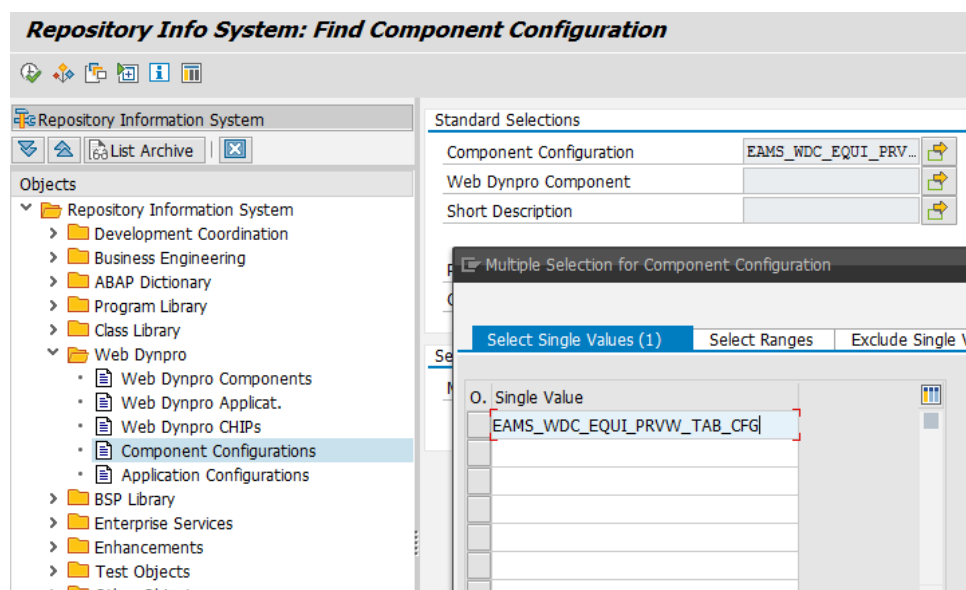 Repository Info System: Find Component Configuration
Repository Information System
List Archive
Objects
Repository Information System
Development Coordination
Business Engineering
ABAP Dictionary
Program Library
Class Library
Web Dynpro
Web Dynpro Components
Web Dynpro Applicat.
Web Dynpro CHIPs
Component Configurations
Application Configurations
BSP Library
Enterprise Services
Enhancements
Test Objects
Standard Selections
Component Configuration EAMS_WDC_EQUI_PRV...
Web Dynpro Component
Short Description
Multiple Selection for Component Configuration
Select Single Values (1) Select Ranges Exclude Single
O. Single Value
EAMS_WDC_EQUI_PRVW_TAB_CFG